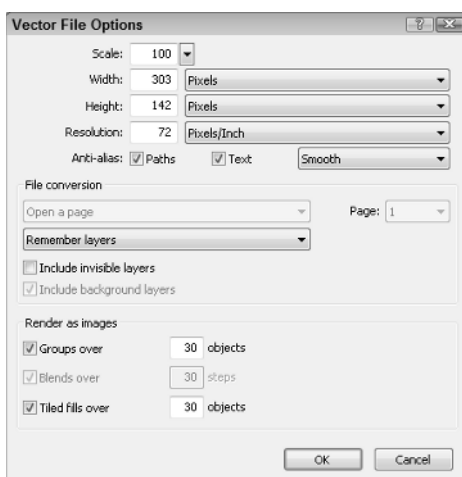 Vector File Options
Scale: 100
Width: 303 Pixels
Height: 142 Pixels
Resolution: 72 Pixels/Inch
Anti-alias: Paths Text Smooth
File conversion
Open a page Page: 1
Remember layers
Include invisible layers
Include background layers
Render as images
Groups over 30 objects
Blends over 30 steps
Tiled fills over 30 objects
OK Cancel